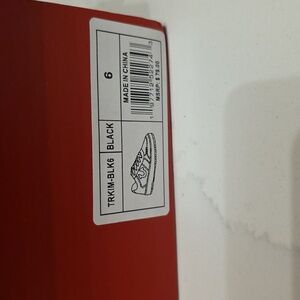 TRKIM-BLK6 | BLACK
6
MADE IN CHINA
MSRP: $ 79.00